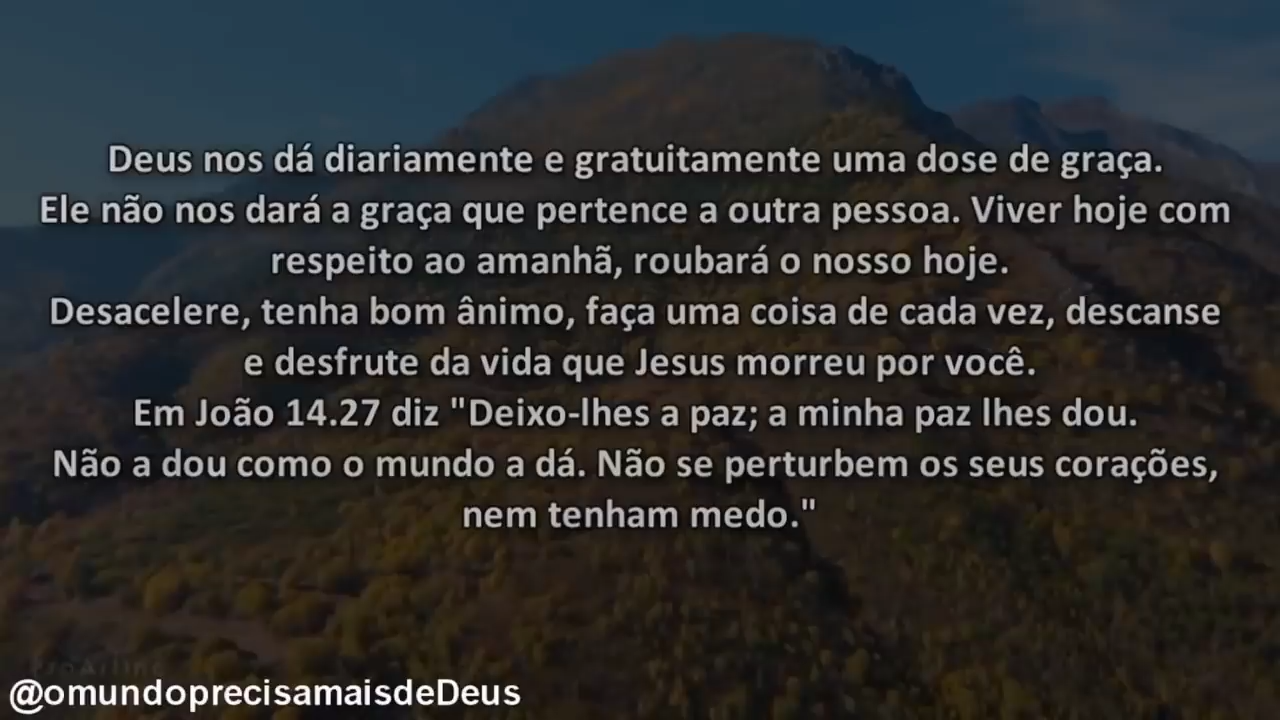 Deus nos dá diariamente e gratuitamente uma dose de graça.
Ele não nos dará a graça que pertence a outra pessoa. Viver hoje com
respeito ao amanhã, roubará o nosso hoje.
Desacelere, tenha bom ânimo, faça uma coisa de cada vez, descanse
e desfrute da vida que Jesus morreu por você.
Em João 14.27 diz "Deixo-lhes a paz; a minha paz lhes dou.
Não a dou como o mundo a dá. Não se perturbem os seus corações,
nem tenham medo."
@omundoprecisamaisdeDeus